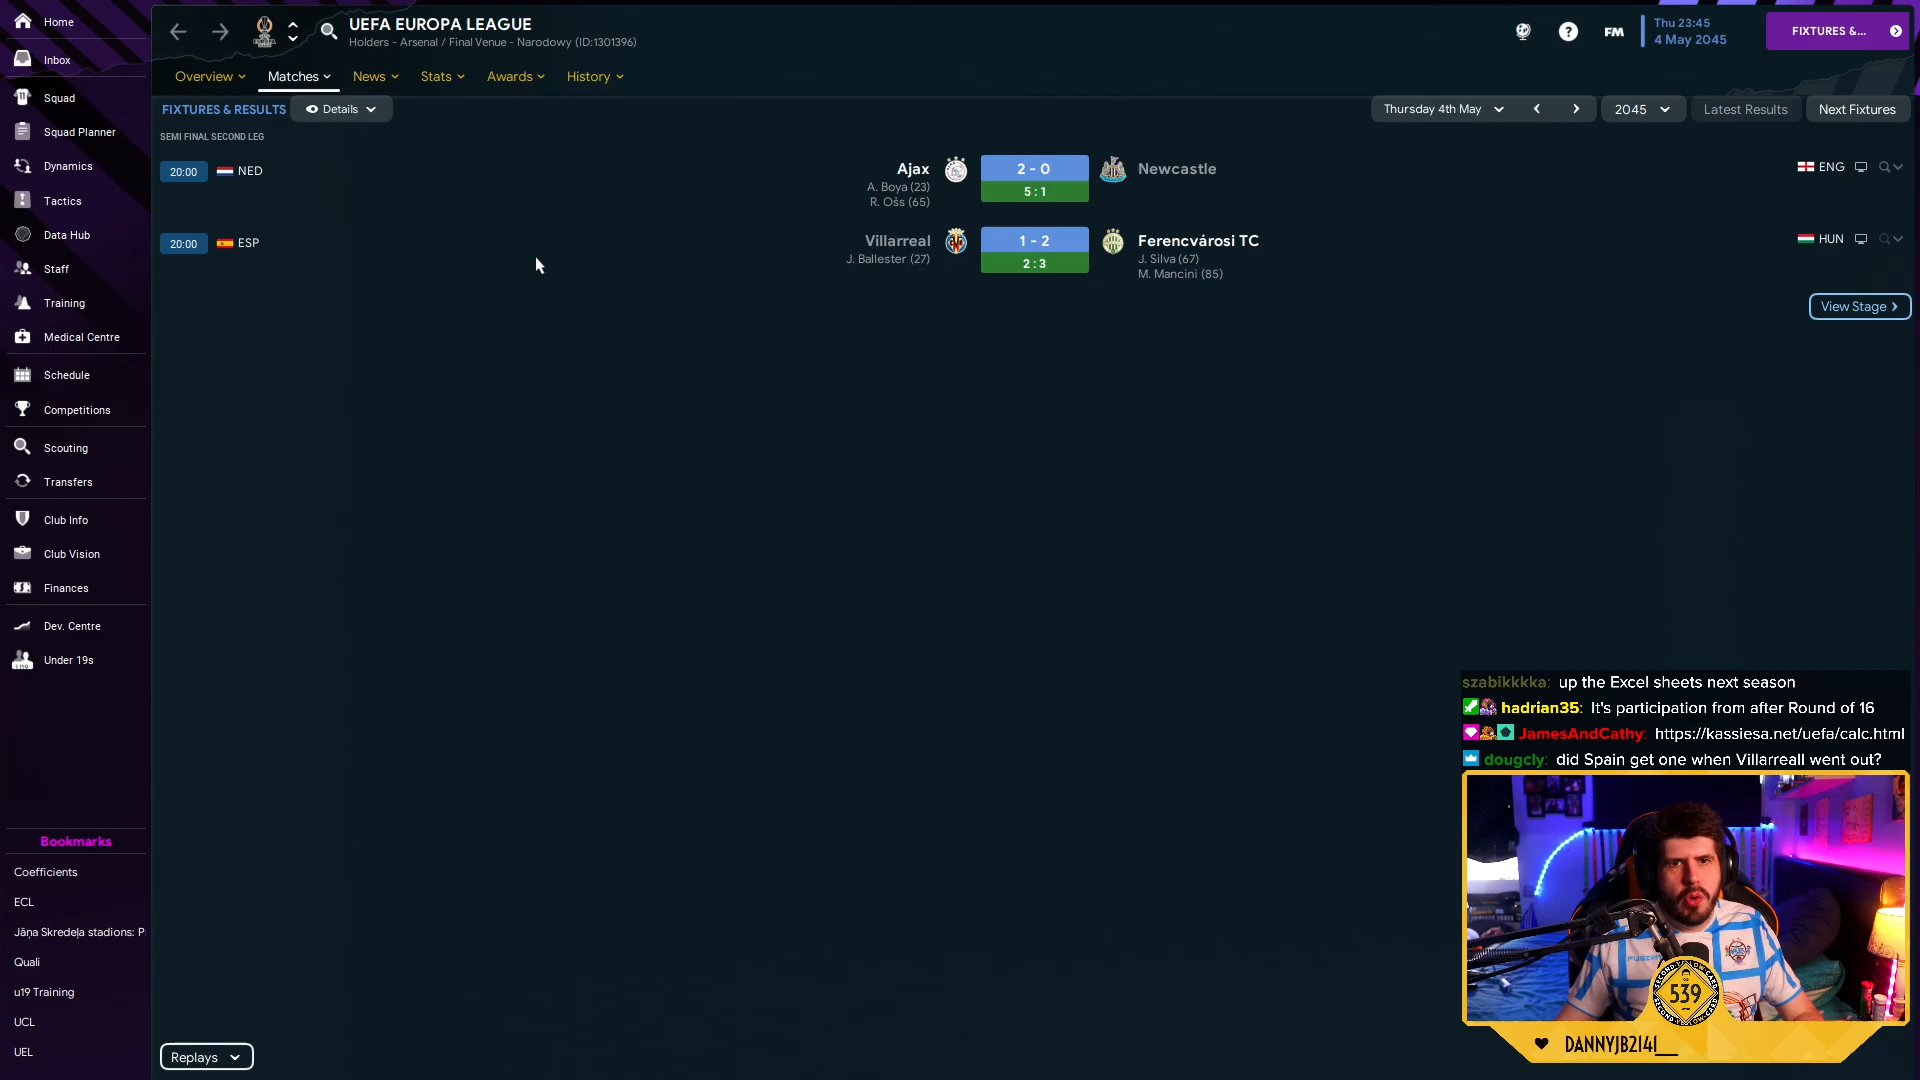 Home
Inbox
Squad
Squad Planner
Dynamics
Tactics
Data Hub
Staff
Training
Medical Centre
Schedule
Competitions
Scouting
Transfers
Club Info
Club Vision
Finances
Dev. Centre
Under 19s
Bookmarks
Coefficients
ECL
Jāņa Skredeļa stadions: P
Quali
u19 Training
UCL
UEL
UEFA EUROPA LEAGUE
Holders - Arsenal / Final Venue - Narodowy (ID:1301396)
FM
Thu 23:45
4 May 2045
FIXTURES &...
Overview Matches News Stats Awards History
FIXTURES & RESULTS Details
Thursday 4th May 2045 Latest Results Next Fixtures
SEMI FINAL SECOND LEG
20:00 NED Ajax 2 - 0 Newcastle ENG
A. Boya (23) 5 : 1
R. Ošs (65)
20:00 ESP Villarreal 1 - 2 Ferencvárosi TC HUN
J. Ballester (27) 2 : 3 J. Silva (67)
M. Mancini (85)
View Stage
szabikkkka: up the Excel sheets next season
hadrian35: It's participation from after Round of 16
JamesAndCathy: https://kassiesa.net/uefa/calc.html
dougcly: did Spain get one when Villarreall went out?
539
DANNYJB2141__
Replays